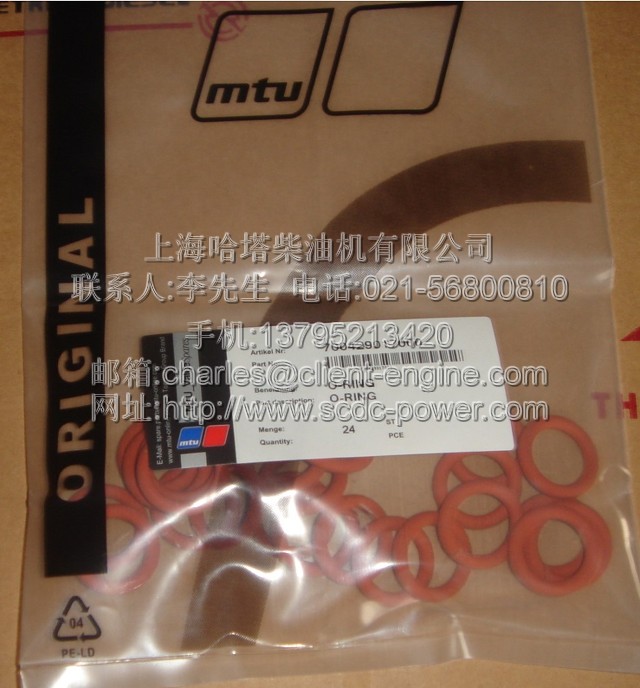 mtu
ORIGINAL
上海哈塔柴油机有限公司
联系人:李先生 电话:021-56800810
手机:13795213420
邮箱:charles@client-engine.com
网址:http://www.scdc-power.com
Artikel Nr.
O-RING
O-RING
Menge: 24 ST
Quantity: PCE
mtu
04
PE-LD